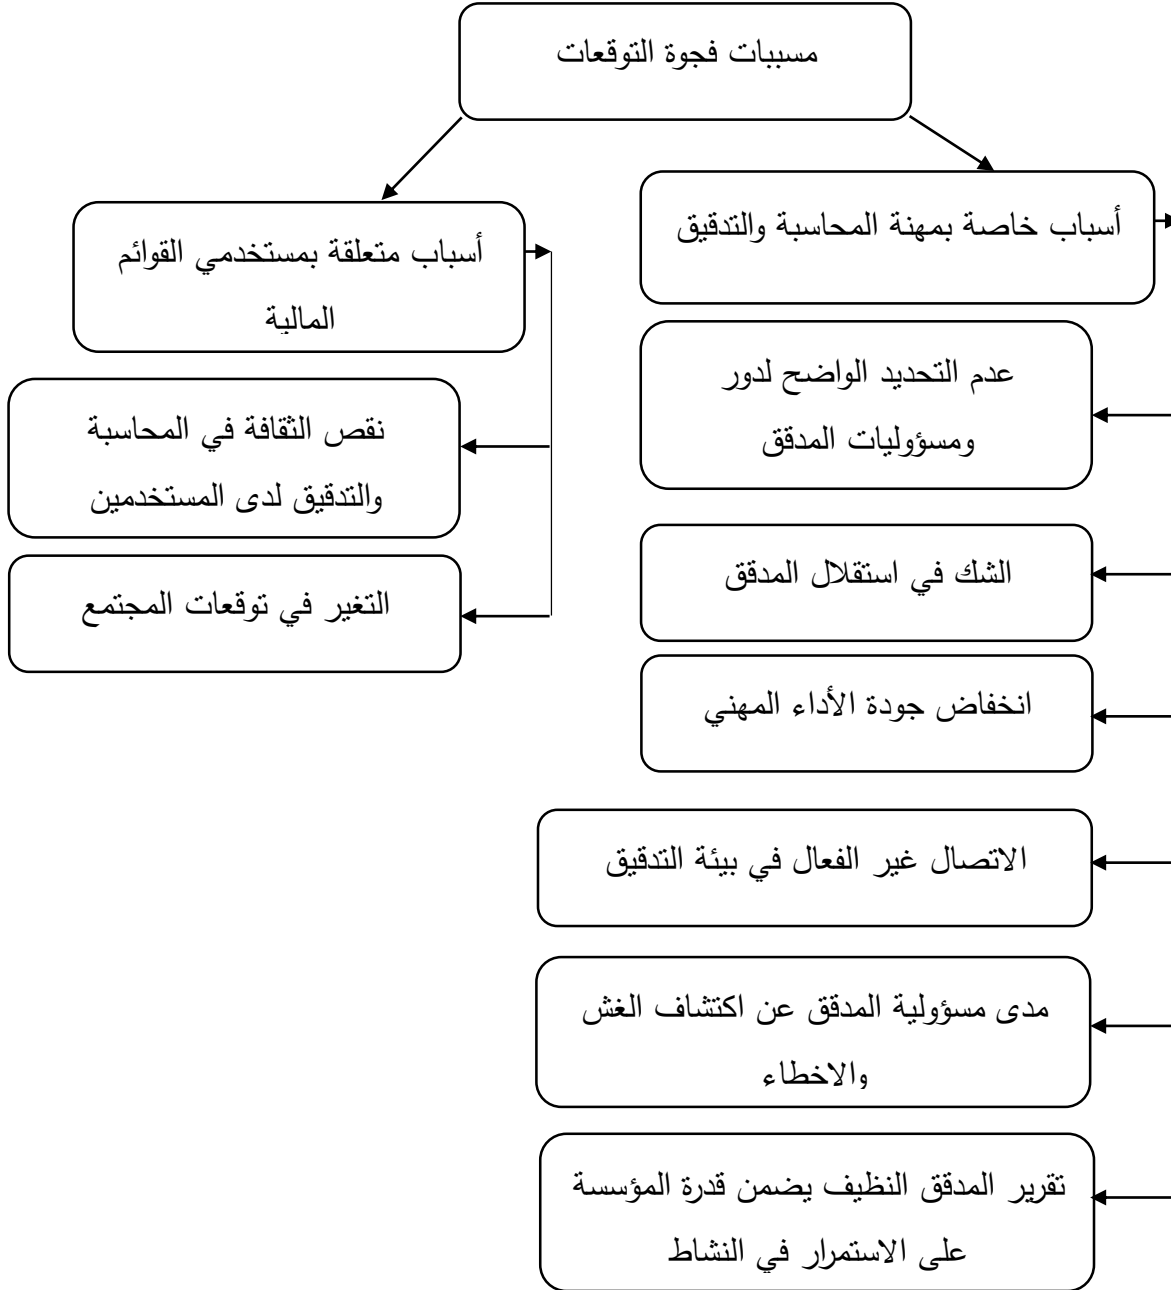 مسببات فجوة التوقعات
أسباب خاصة بمهنة المحاسبة والتدقيق
عدم التحديد الواضح لدور
ومسؤوليات المدقق
الشك في استقلال المدقق
انخفاض جودة الأداء المهني
الاتصال غير الفعال في بيئة التدقيق
مدى مسؤولية المدقق عن اكتشاف الغش
والاخطاء
تقرير المدقق النظيف يضمن قدرة المؤسسة
على الاستمرار في النشاط
أسباب متعلقة بمستخدمي القوائم
المالية
نقص الثقافة في المحاسبة
والتدقيق لدى المستخدمين
التغير في توقعات المجتمع